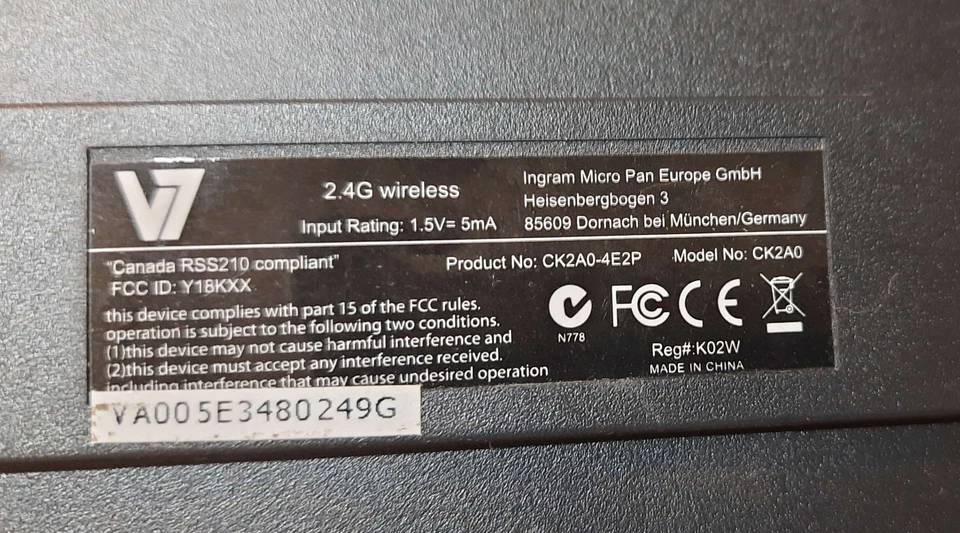 V7
2.4G wireless
Input Rating: 1.5V= 5mA
Ingram Micro Pan Europe GmbH
Heisenbergbogen 3
85609 Dornach bei München/Germany
"Canada RSS210 compliant"
FCC ID: Y18KXX
Product No: CK2A0-4E2P
Model No: CK2A0
this device complies with part 15 of the FCC rules.
operation is subject to the following two conditions.
(1)this device may not cause harmful interference and
(2)this device must accept any interference received.
including interference that may cause undesired operation
N778
FC CE
Reg#:K02W
MADE IN CHINA
VA005E3480249G